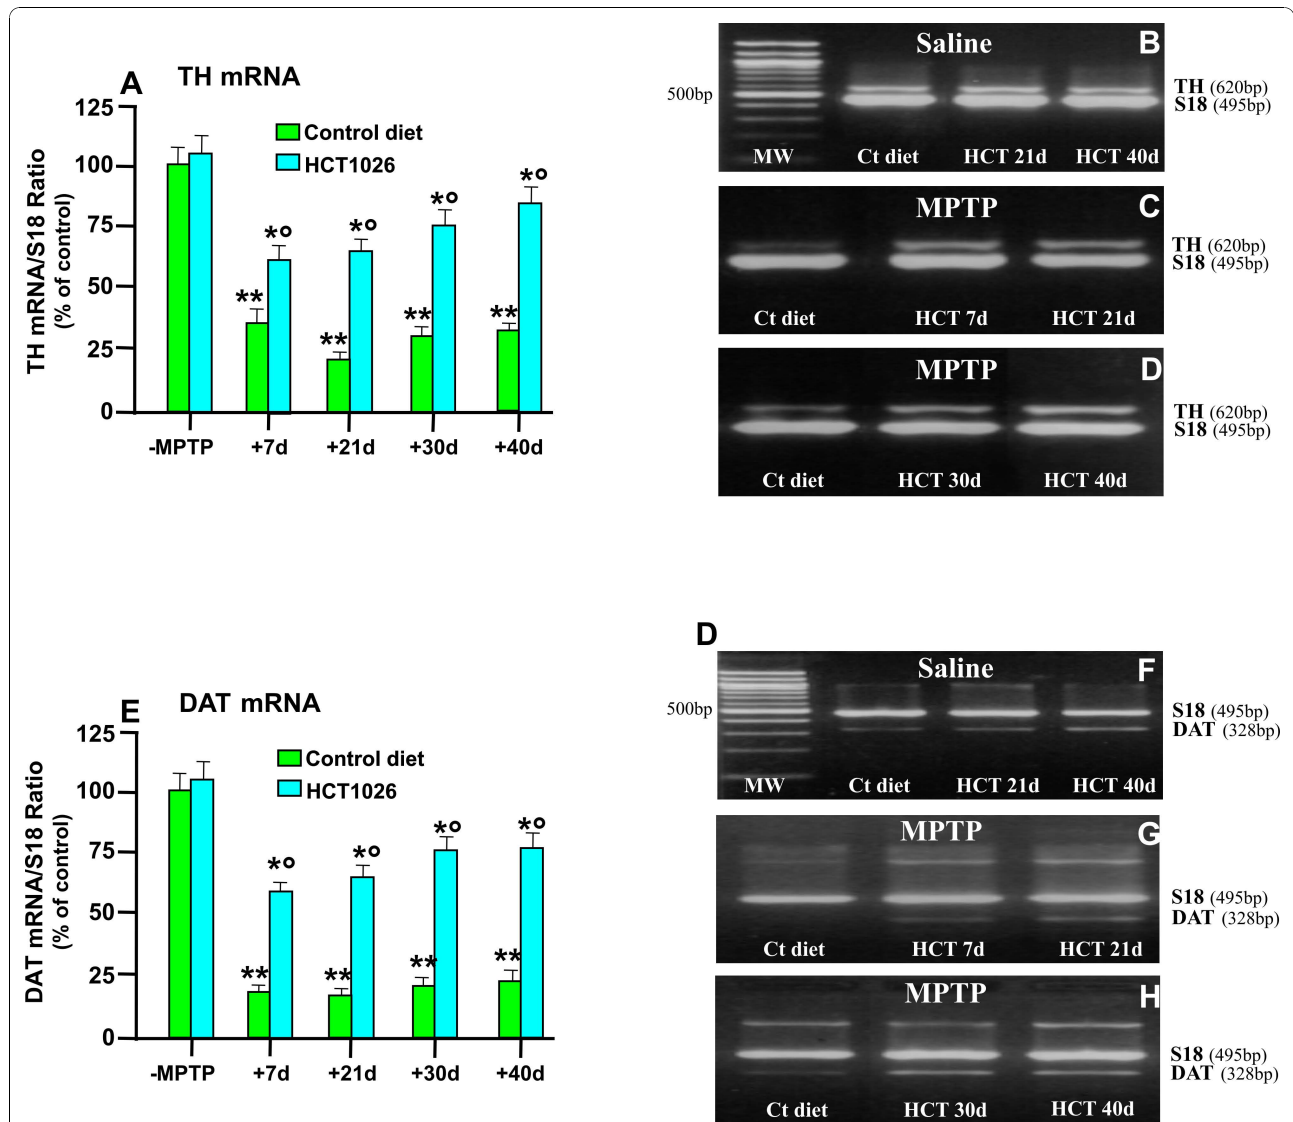 A TH mRNA
TH mRNA/S18 Ratio
(% of control)
125
100
75
50
25
0
Control diet
HCT1026
** *° ** *° ** *° ** *°
-MPTP +7d +21d +30d +40d
Saline B
500bp
TH (620bp)
S18 (495bp)
MW Ct diet HCT 21d HCT 40d
MPTP C
TH (620bp)
S18 (495bp)
Ct diet HCT 7d HCT 21d
MPTP D
TH (620bp)
S18 (495bp)
Ct diet HCT 30d HCT 40d
E DAT mRNA
DAT mRNA/S18 Ratio
(% of control)
125
100
75
50
25
0
Control diet
HCT1026
** *° ** *° ** *° ** *°
-MPTP +7d +21d +30d +40d
D
Saline F
500bp
S18 (495bp)
DAT (328bp)
MW Ct diet HCT 21d HCT 40d
MPTP G
S18 (495bp)
DAT (328bp)
Ct diet HCT 7d HCT 21d
MPTP H
S18 (495bp)
DAT (328bp)
Ct diet HCT 30d HCT 40d